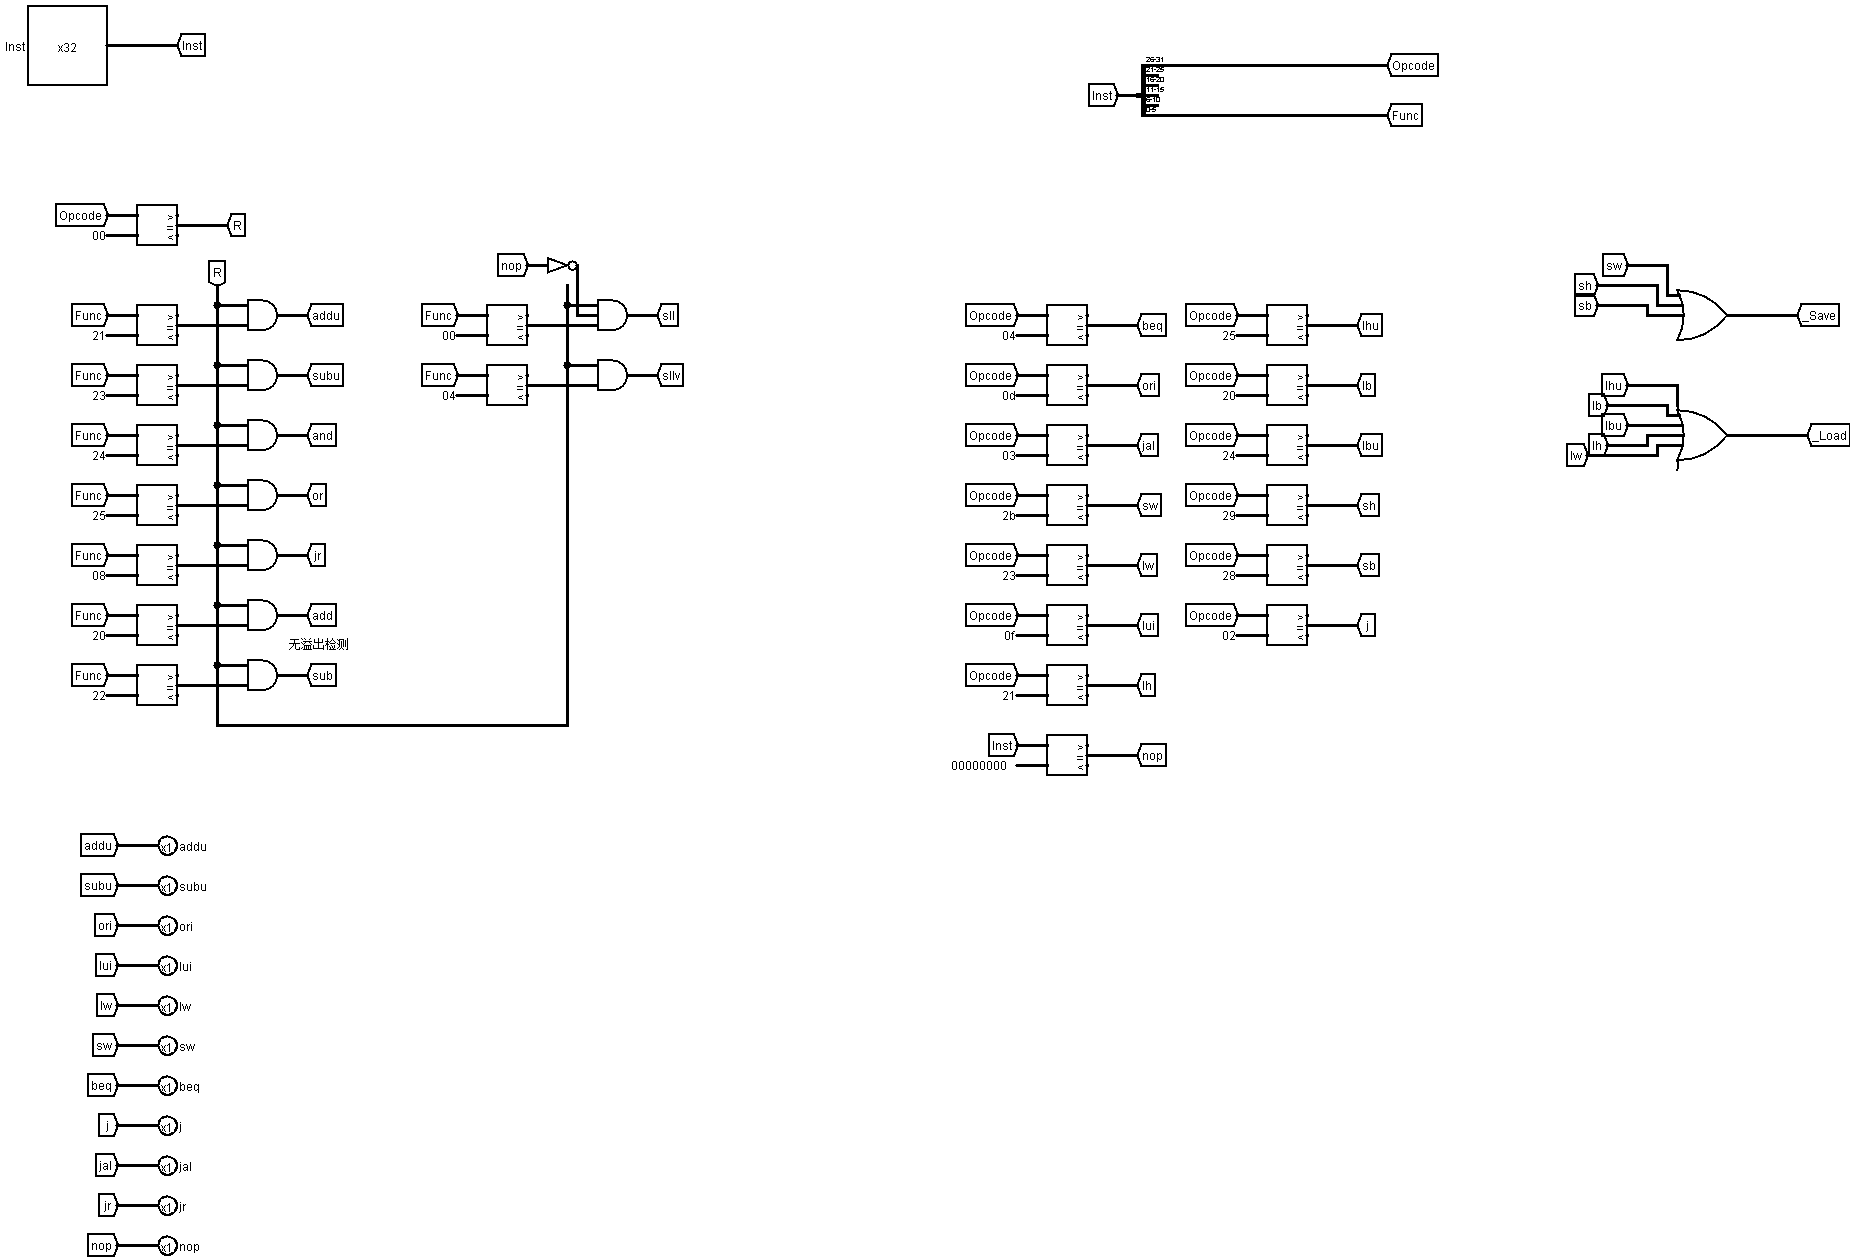 Inst x32 Inst
26-31
21-25
16-20
11-15
6-10
0-5
Inst
Opcode
Func
Opcode
00
R
R
Func
21
addu
Func
23
subu
Func
24
and
Func
25
or
Func
08
jr
Func
20
add
无溢出检测
Func
22
sub
nop
Func
00
sll
Func
04
sllv
Opcode
04
beq
Opcode
0d
ori
Opcode
03
jal
Opcode
2b
sw
Opcode
23
lw
Opcode
0f
lui
Opcode
21
lh
Inst
00000000
nop
Opcode
25
lhu
Opcode
20
lb
Opcode
24
lbu
Opcode
29
sh
Opcode
28
sb
Opcode
02
j
sw
sh
sb
_Save
lhu
lb
lbu
lh
lw
_Load
addu x1 addu
subu x1 subu
ori x1 ori
lui x1 lui
lw x1 lw
sw x1 sw
beq x1 beq
j x1 j
jal x1 jal
jr x1 jr
nop x1 nop